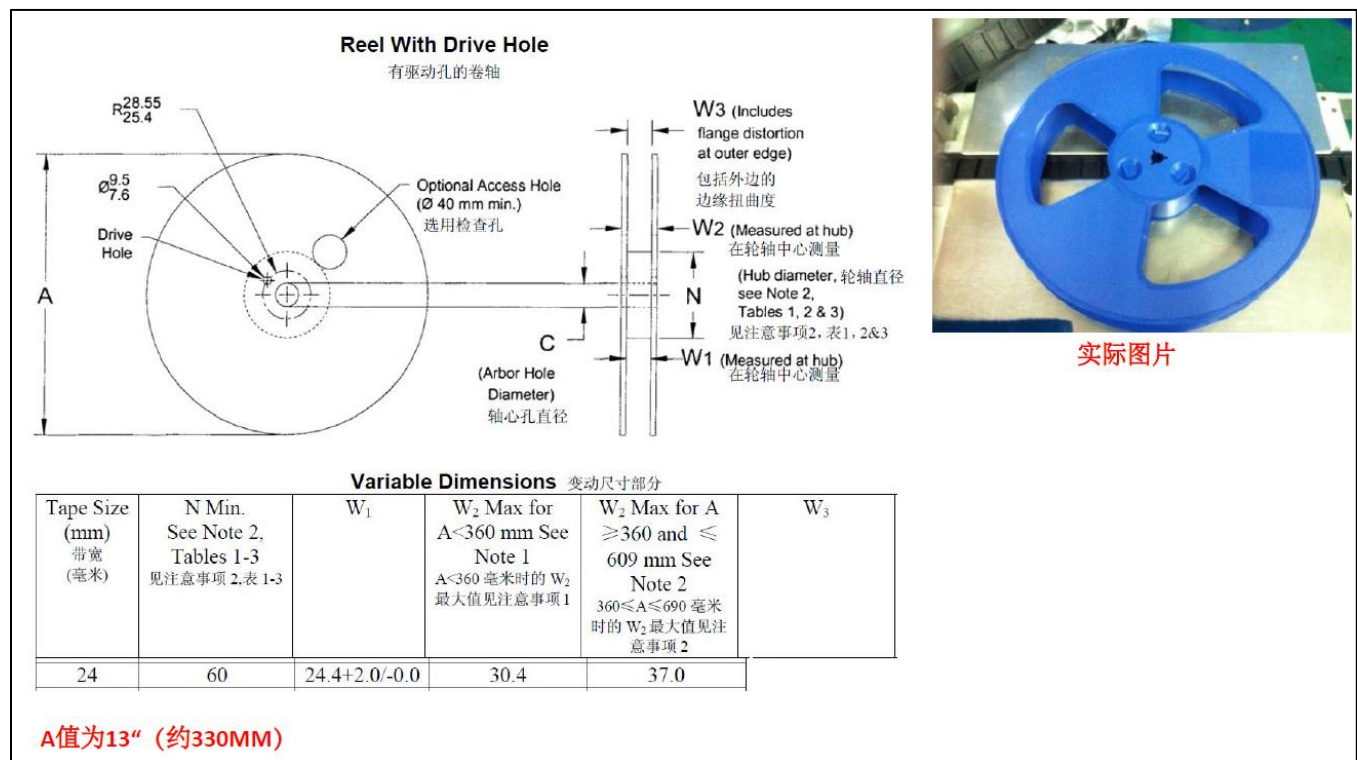 Reel With Drive Hole
有驱动孔的卷轴
R28.55
25.4
Ø9.5
7.6
Drive
Hole
A
Optional Access Hole
(Ø 40 mm min.)
选用检查孔
C
(Arbor Hole
Diameter)
轴心孔直径
W3 (Includes
flange distortion
at outer edge)
包括外边的
边缘扭曲度
W2 (Measured at hub)
在轮轴中心测量
N
(Hub diameter, 轮轴直径
see Note 2,
Tables 1, 2 & 3)
见注意事项2, 表1, 2&3
W1 (Measured at hub)
在轮轴中心测量
实际图片
Variable Dimensions 变动尺寸部分
Tape Size
(mm)
带宽
(毫米)
N Min.
See Note 2,
Tables 1-3
见注意事项 2,表 1-3
W1
W2 Max for
A<360 mm See
Note 1
A<360 毫米时的 W2
最大值见注意事项 1
W2 Max for A
≥360 and ≤
609 mm See
Note 2
360≤A≤690 毫米
时的 W2 最大值见注
意事项 2
W3
24 60 24.4+2.0/-0.0 30.4 37.0
A值为13“（约330MM）